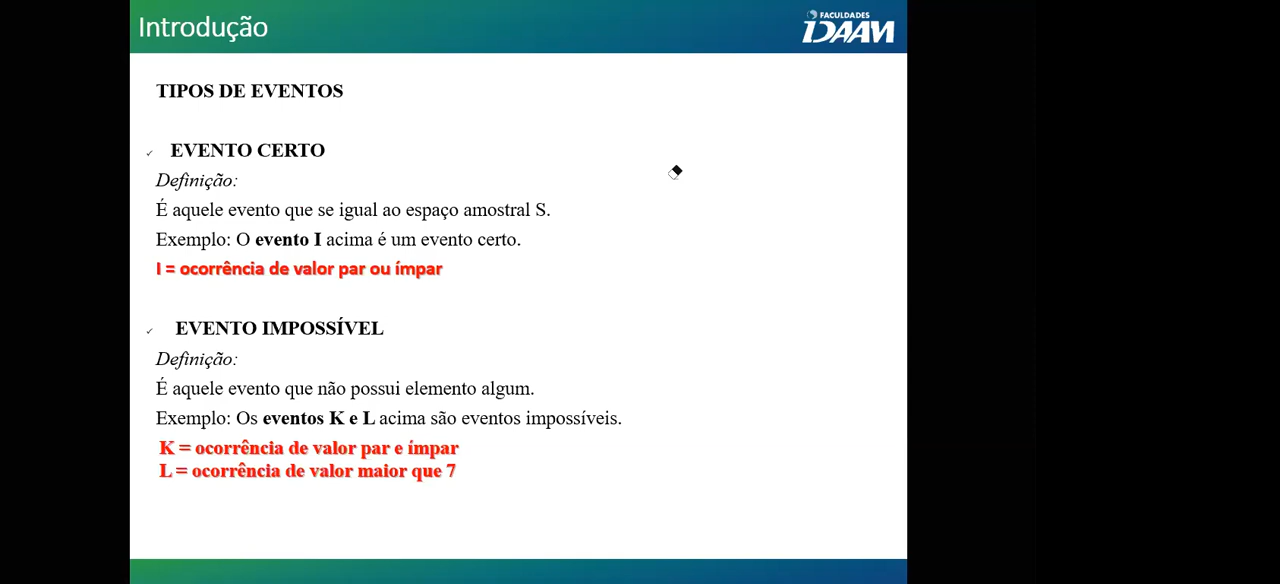 Introdução
FACULDADES
IDAAM
TIPOS DE EVENTOS
✓ EVENTO CERTO
Definição:
É aquele evento que se igual ao espaço amostral S.
Exemplo: O evento I acima é um evento certo.
I = ocorrência de valor par ou ímpar
✓ EVENTO IMPOSSÍVEL
Definição:
É aquele evento que não possui elemento algum.
Exemplo: Os eventos K e L acima são eventos impossíveis.
K = ocorrência de valor par e ímpar
L = ocorrência de valor maior que 7